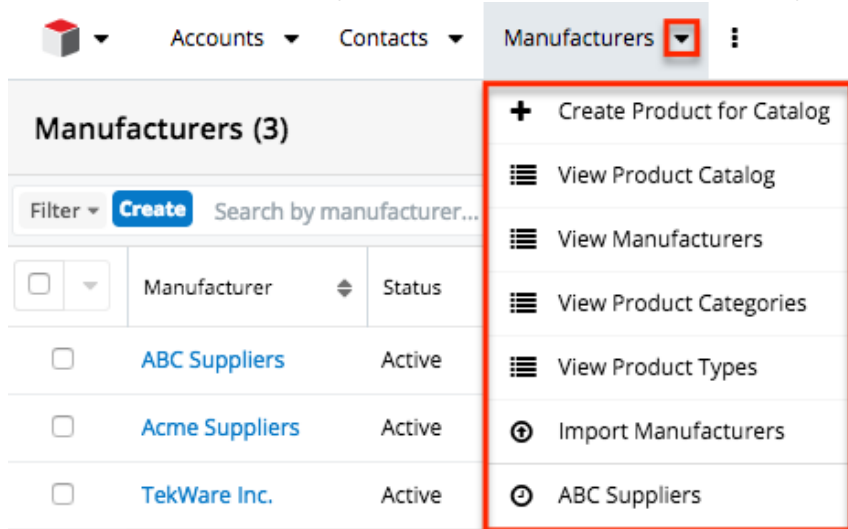 Accounts Contacts Manufacturers
Manufacturers (3)
Filter Create Search by manufacturer...
Manufacturer Status
ABC Suppliers Active
Acme Suppliers Active
TekWare Inc. Active
Create Product for Catalog
View Product Catalog
View Manufacturers
View Product Categories
View Product Types
Import Manufacturers
ABC Suppliers